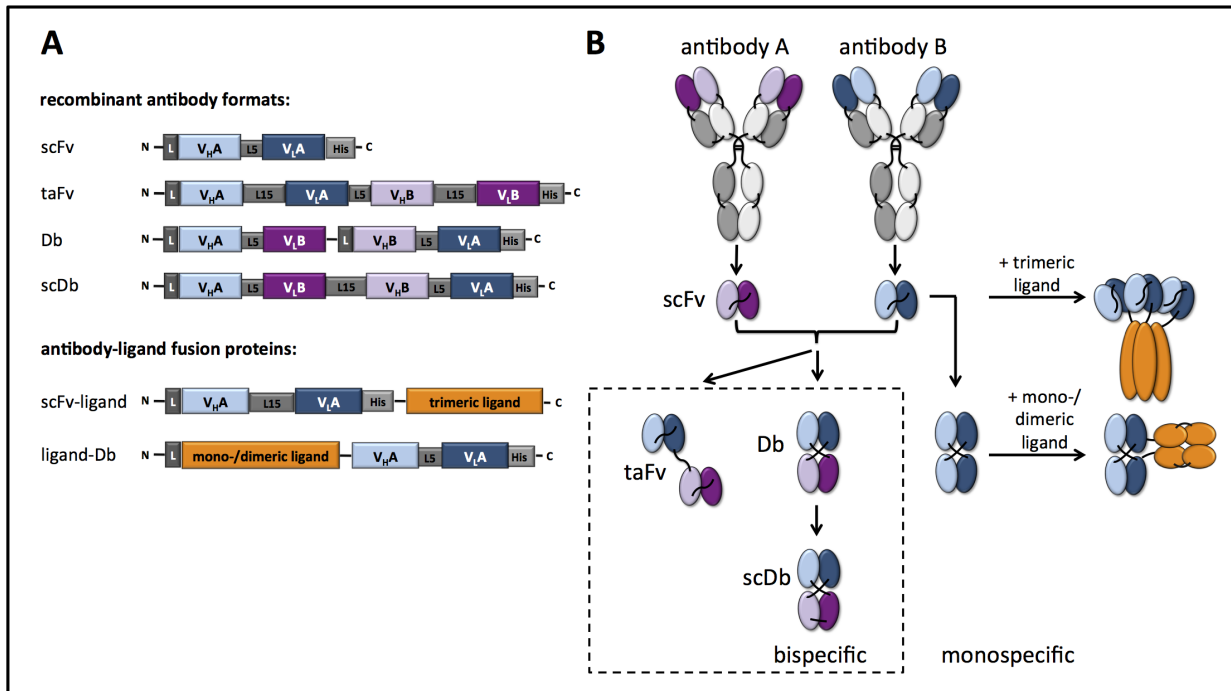 A
recombinant antibody formats:
scFv N L VHA L5 VLA His C
taFv N L VHA L15 VLA L5 VHB L15 VLB His C
Db N L VHA L5 VLB L VHB L5 VLA His C
scDb N L VHA L5 VLB L15 VHB L5 VLA His C
antibody-ligand fusion proteins:
scFv-ligand N L VHA L15 VLA His trimeric ligand C
ligand-Db N L mono-/dimeric ligand VHA L5 VLA His C
B
antibody A antibody B
scFv
+ trimeric
ligand
+ mono-/
dimeric
ligand
taFv
Db
scDb
bispecific
monospecific